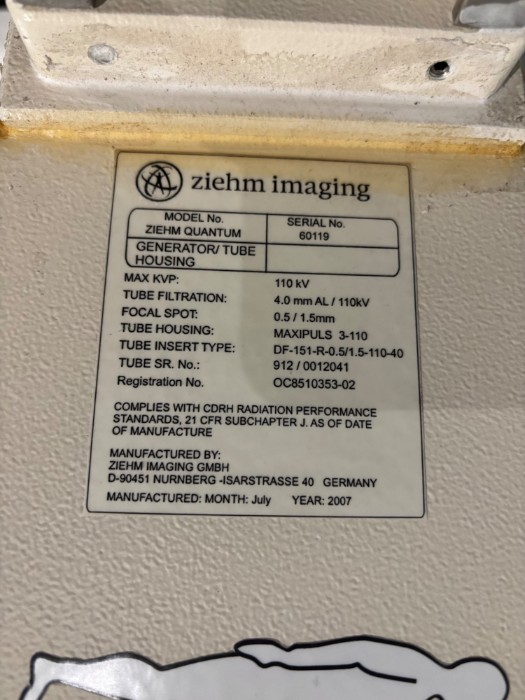 ziehm imaging
MODEL No.
ZIEHM QUANTUM
SERIAL No.
60119
GENERATOR/ TUBE
HOUSING
MAX KVP: 110 kV
TUBE FILTRATION: 4.0 mm AL / 110kV
FOCAL SPOT: 0.5 / 1.5mm
TUBE HOUSING: MAXIPULS 3-110
TUBE INSERT TYPE: DF-151-R-0.5/1.5-110-40
TUBE SR. No.: 912 / 0012041
Registration No. OC8510353-02
COMPLIES WITH CDRH RADIATION PERFORMANCE
STANDARDS, 21 CFR SUBCHAPTER J. AS OF DATE
OF MANUFACTURE
MANUFACTURED BY:
ZIEHM IMAGING GMBH
D-90451 NURNBERG -ISARSTRASSE 40 GERMANY
MANUFACTURED: MONTH: July YEAR: 2007